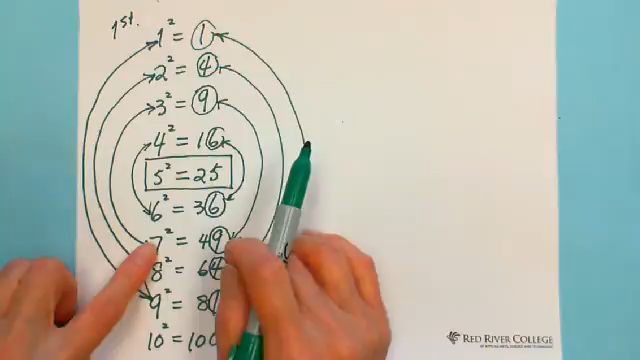 1st.
1² = 1
2² = 4
3² = 9
4² = 16
5² = 25
6² = 36
7² = 49
8² = 64
9² = 8
10² = 100
RED RIVER COLLEGE